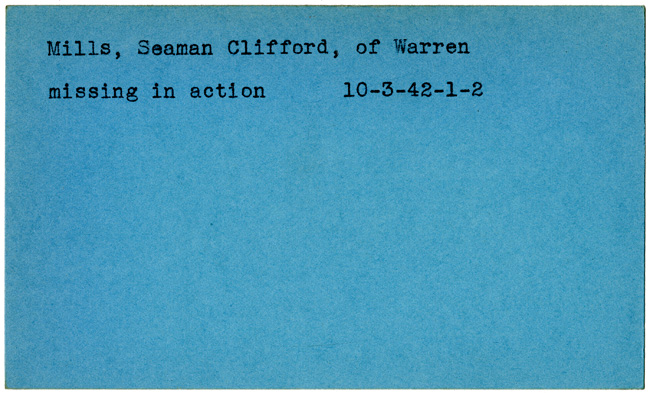 Mills, Seaman Clifford, of Warren
missing in action 10-3-42-1-2